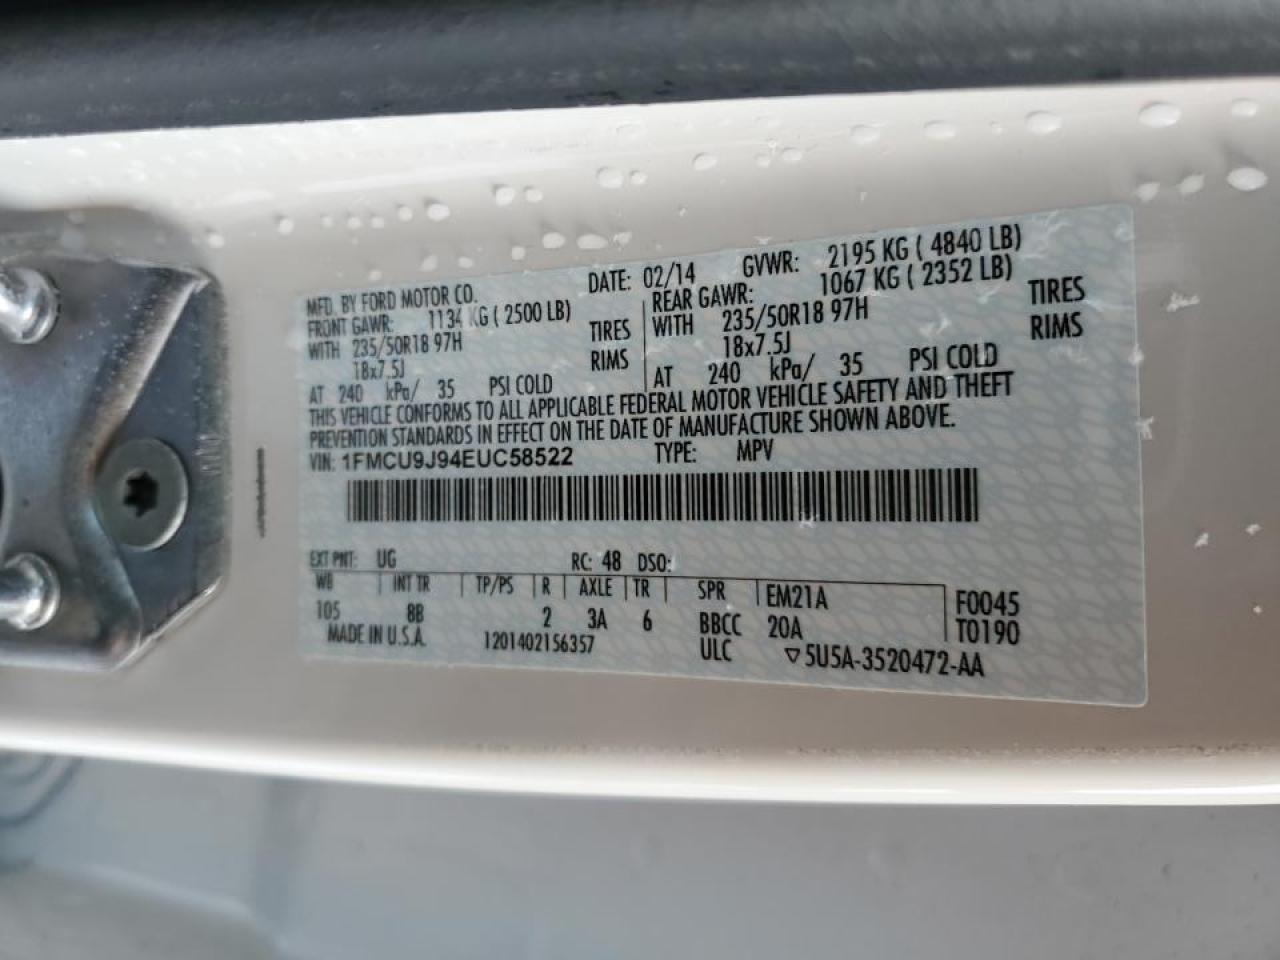 MFD. BY FORD MOTOR CO. DATE: 02/14 GVWR: 2195 KG ( 4840 LB)
FRONT GAWR: 1134 KG ( 2500 LB) REAR GAWR: 1067 KG ( 2352 LB)
WITH 235/50R18 97H TIRES WITH 235/50R18 97H TIRES
18x7.5J RIMS 18x7.5J RIMS
AT 240 kPa/ 35 PSI COLD AT 240 kPa/ 35 PSI COLD
THIS VEHICLE CONFORMS TO ALL APPLICABLE FEDERAL MOTOR VEHICLE SAFETY AND THEFT
PREVENTION STANDARDS IN EFFECT ON THE DATE OF MANUFACTURE SHOWN ABOVE.
VIN: 1FMCU9J94EUC58522 TYPE: MPV
EXT PNT: UG RC: 48 DSO:
WB INT TR TP/PS R AXLE TR SPR EM21A F0045
105 8B 2 3A 6 BBCC 20A T0190
MADE IN U.S.A. 1201402156357 ULC ▽5U5A-3520472-AA